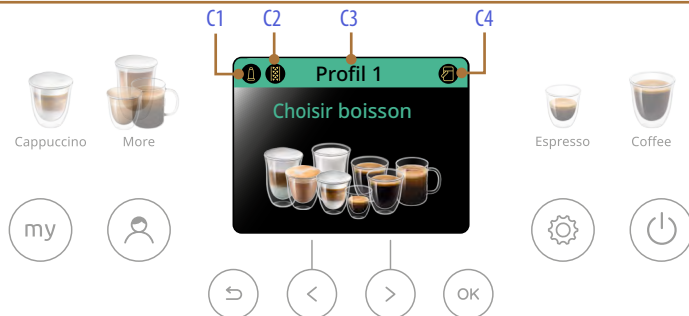 C1 C2 C3 C4
Profil 1
Choisir boisson
Cappuccino More Espresso Coffee
my
OK